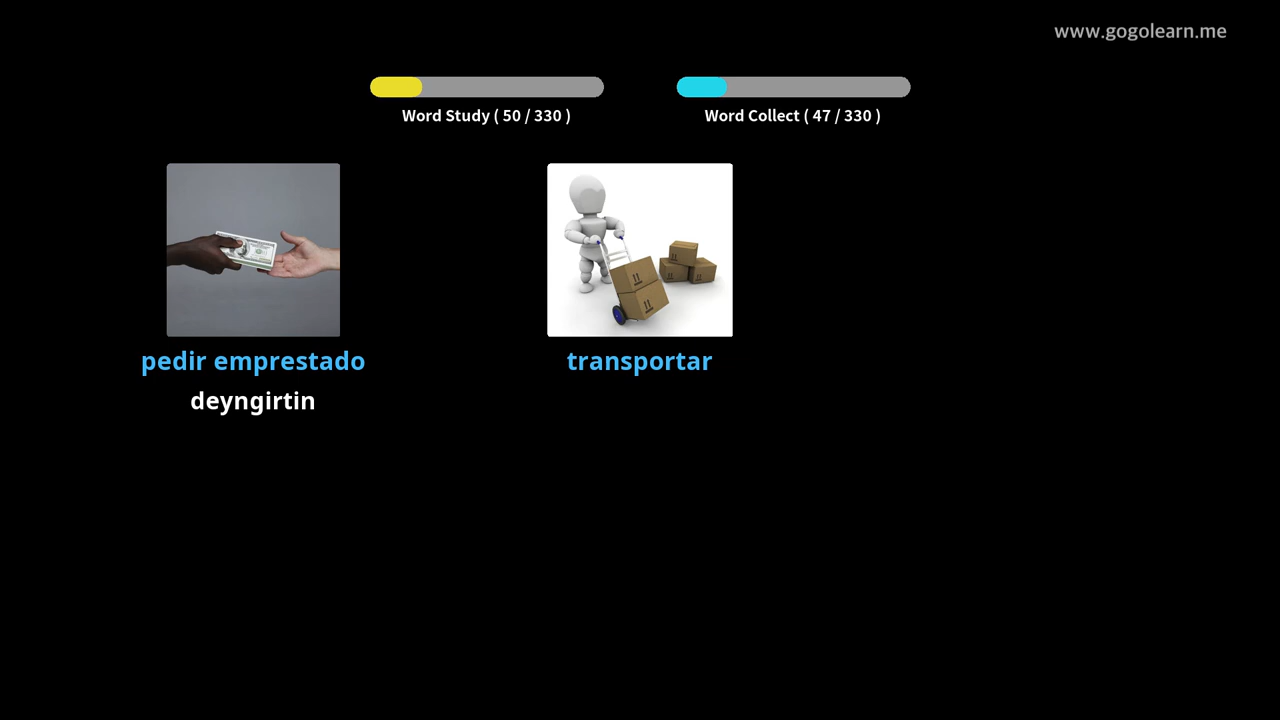 www.gogolearn.me
Word Study ( 50 / 330 )
Word Collect ( 47 / 330 )
pedir emprestado
deyngirtin
transportar